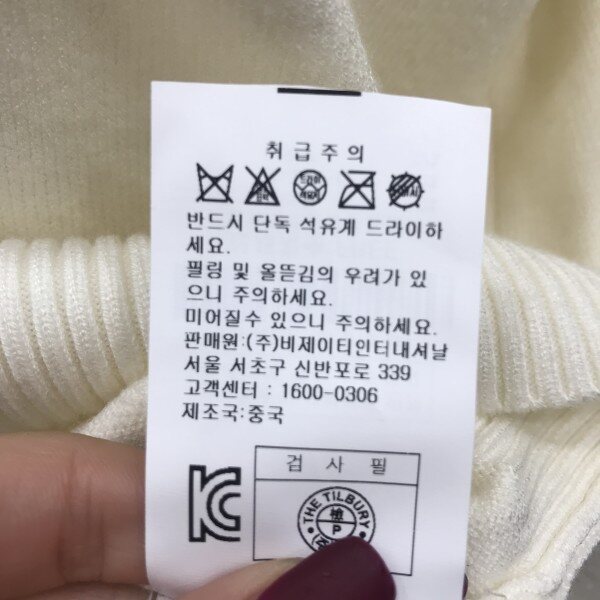 취급주의
반드시 단독 석유계 드라이하
세요.
필링 및 올뜯김의 우려가 있
으니 주의하세요.
미어질수 있으니 주의하세요.
판매원:(주)비제이티인터내셔날
서울 서초구 신반포로 339
고객센터 : 1600-0306
제조국:중국
검 사 필
THE TILBURY
檢
P